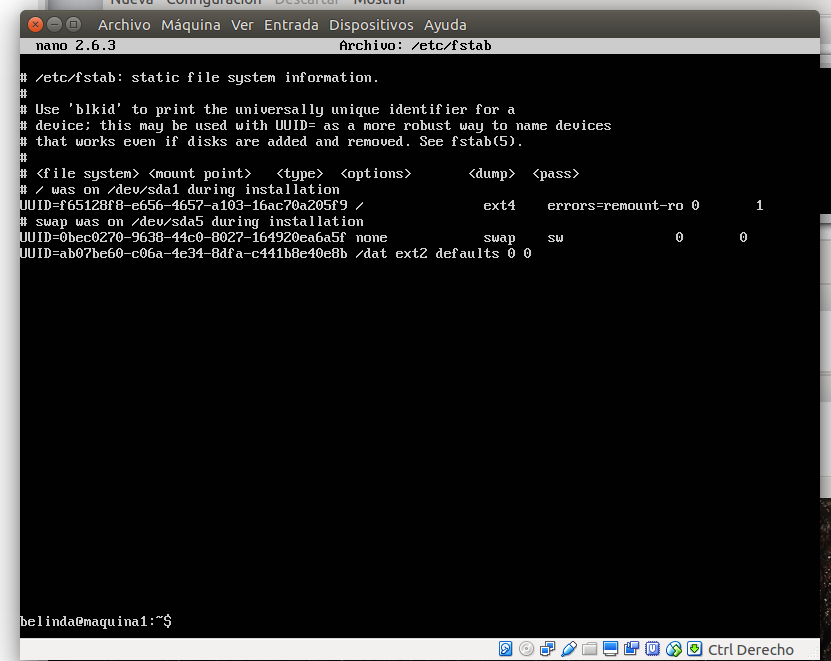 Nueva Configuración Descartar Mostrar
Archivo Máquina Ver Entrada Dispositivos Ayuda
nano 2.6.3 Archivo: /etc/fstab
# /etc/fstab: static file system information.
#
# Use 'blkid' to print the universally unique identifier for a
# device; this may be used with UUID= as a more robust way to name devices
# that works even if disks are added and removed. See fstab(5).
#
# <file system> <mount point>   <type>  <options>       <dump>  <pass>
# / was on /dev/sda1 during installation
UUID=f65128f8-e656-4657-a103-16ac70a205f9 /               ext4    errors=remount-ro 0       1
# swap was on /dev/sda5 during installation
UUID=0bec0270-9638-44c0-8027-164920ea6a5f none            swap    sw              0       0
UUID=ab07be60-c06a-4e34-8dfa-c441b8e40e8b /dat ext2 defaults 0 0
belinda@maquina1:~$
Ctrl Derecho